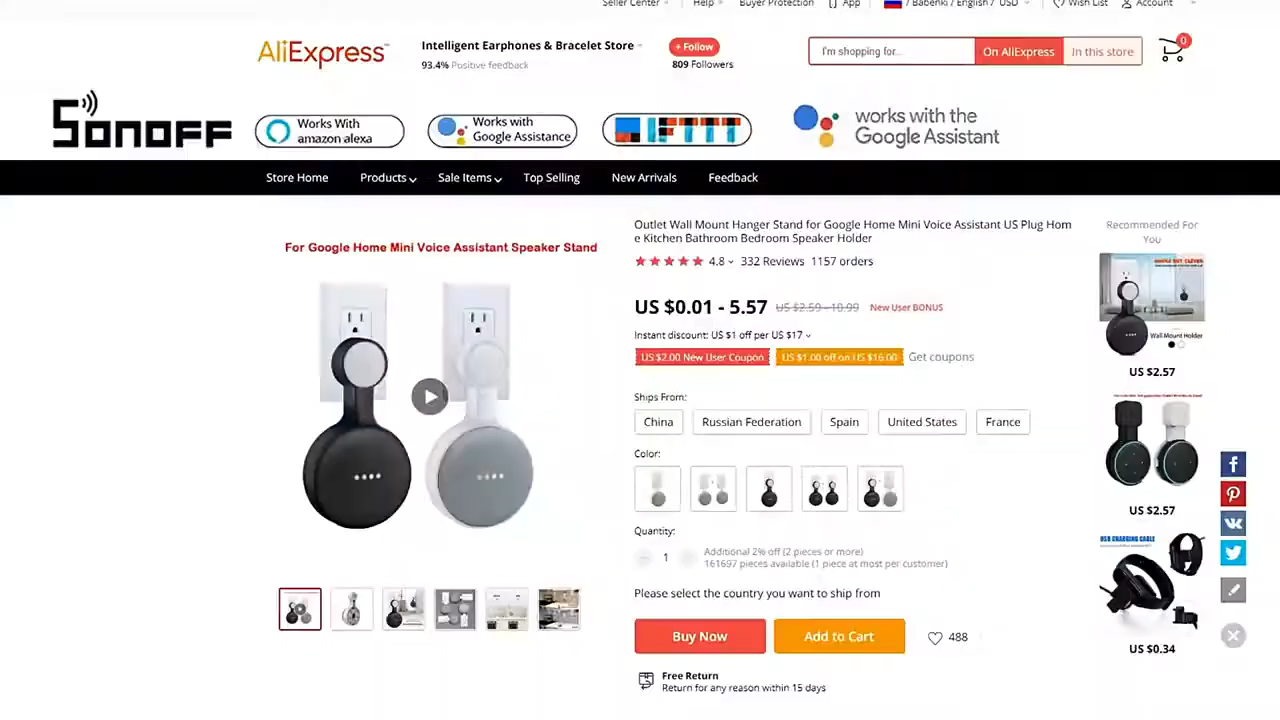 Seller Center
Help
Buyer Protection
App
/ Babenki / English / USD
Wish List
Account
AliExpress
Intelligent Earphones & Bracelet Store
+ Follow
93.4% Positive feedback
809 Followers
I'm shopping for...
On AliExpress
In this store
0
SONOFF
Works With
amazon alexa
Works with
Google Assistance
IFTTT
works with the
Google Assistant
Store Home
Products
Sale Items
Top Selling
New Arrivals
Feedback
For Google Home Mini Voice Assistant Speaker Stand
Outlet Wall Mount Hanger Stand for Google Home Mini Voice Assistant US Plug Hom
e Kitchen Bathroom Bedroom Speaker Holder
4.8
332 Reviews
1157 orders
US $0.01 - 5.57
US $2.59 - 10.99
New User BONUS
Instant discount: US $1 off per US $17
US $2.00 New User Coupon
US $1.00 off on US $16.00
Get coupons
Ships From:
China
Russian Federation
Spain
United States
France
Color:
Quantity:
1
Additional 2% off (2 pieces or more)
161697 pieces available (1 piece at most per customer)
Please select the country you want to ship from
Buy Now
Add to Cart
488
Free Return
Return for any reason within 15 days
Recommended For
You
Wall Mount Holder
US $2.57
US $2.57
USB CHARGING CABLE
US $0.34